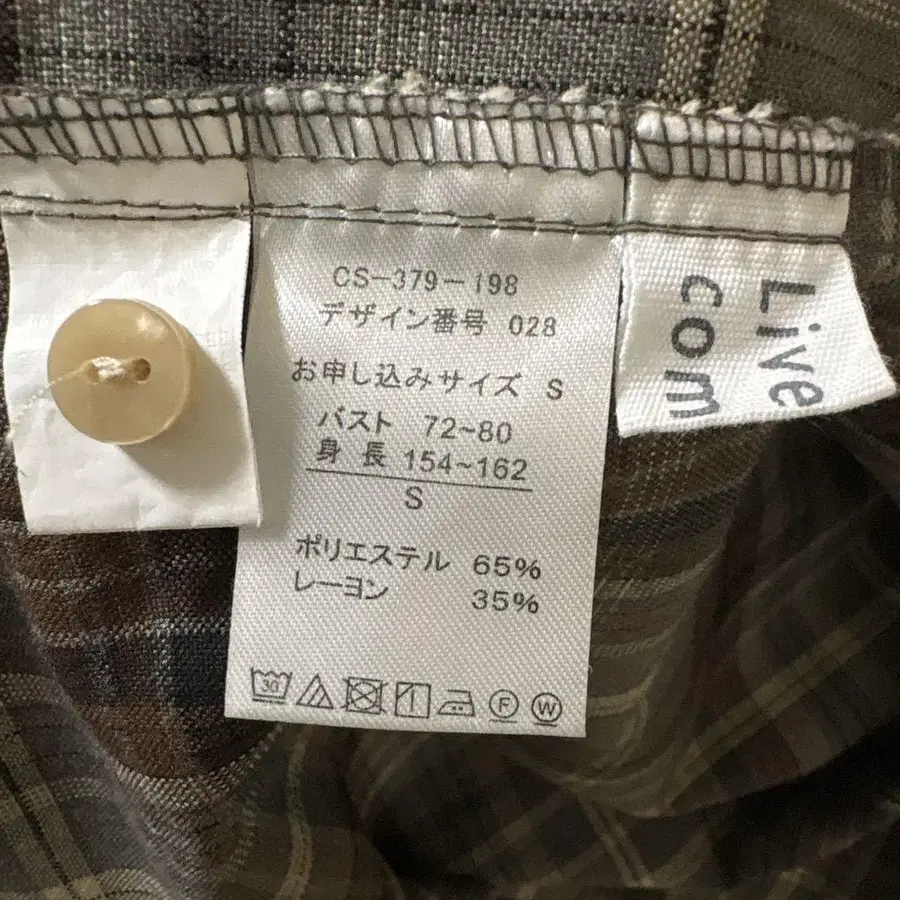 CS-379-198
デザイン番号 028
お申し込みサイズ S
バスト 72~80
身長 154~162
S
ポリエステル 65%
レーヨン 35%
30
F
W
Live
com